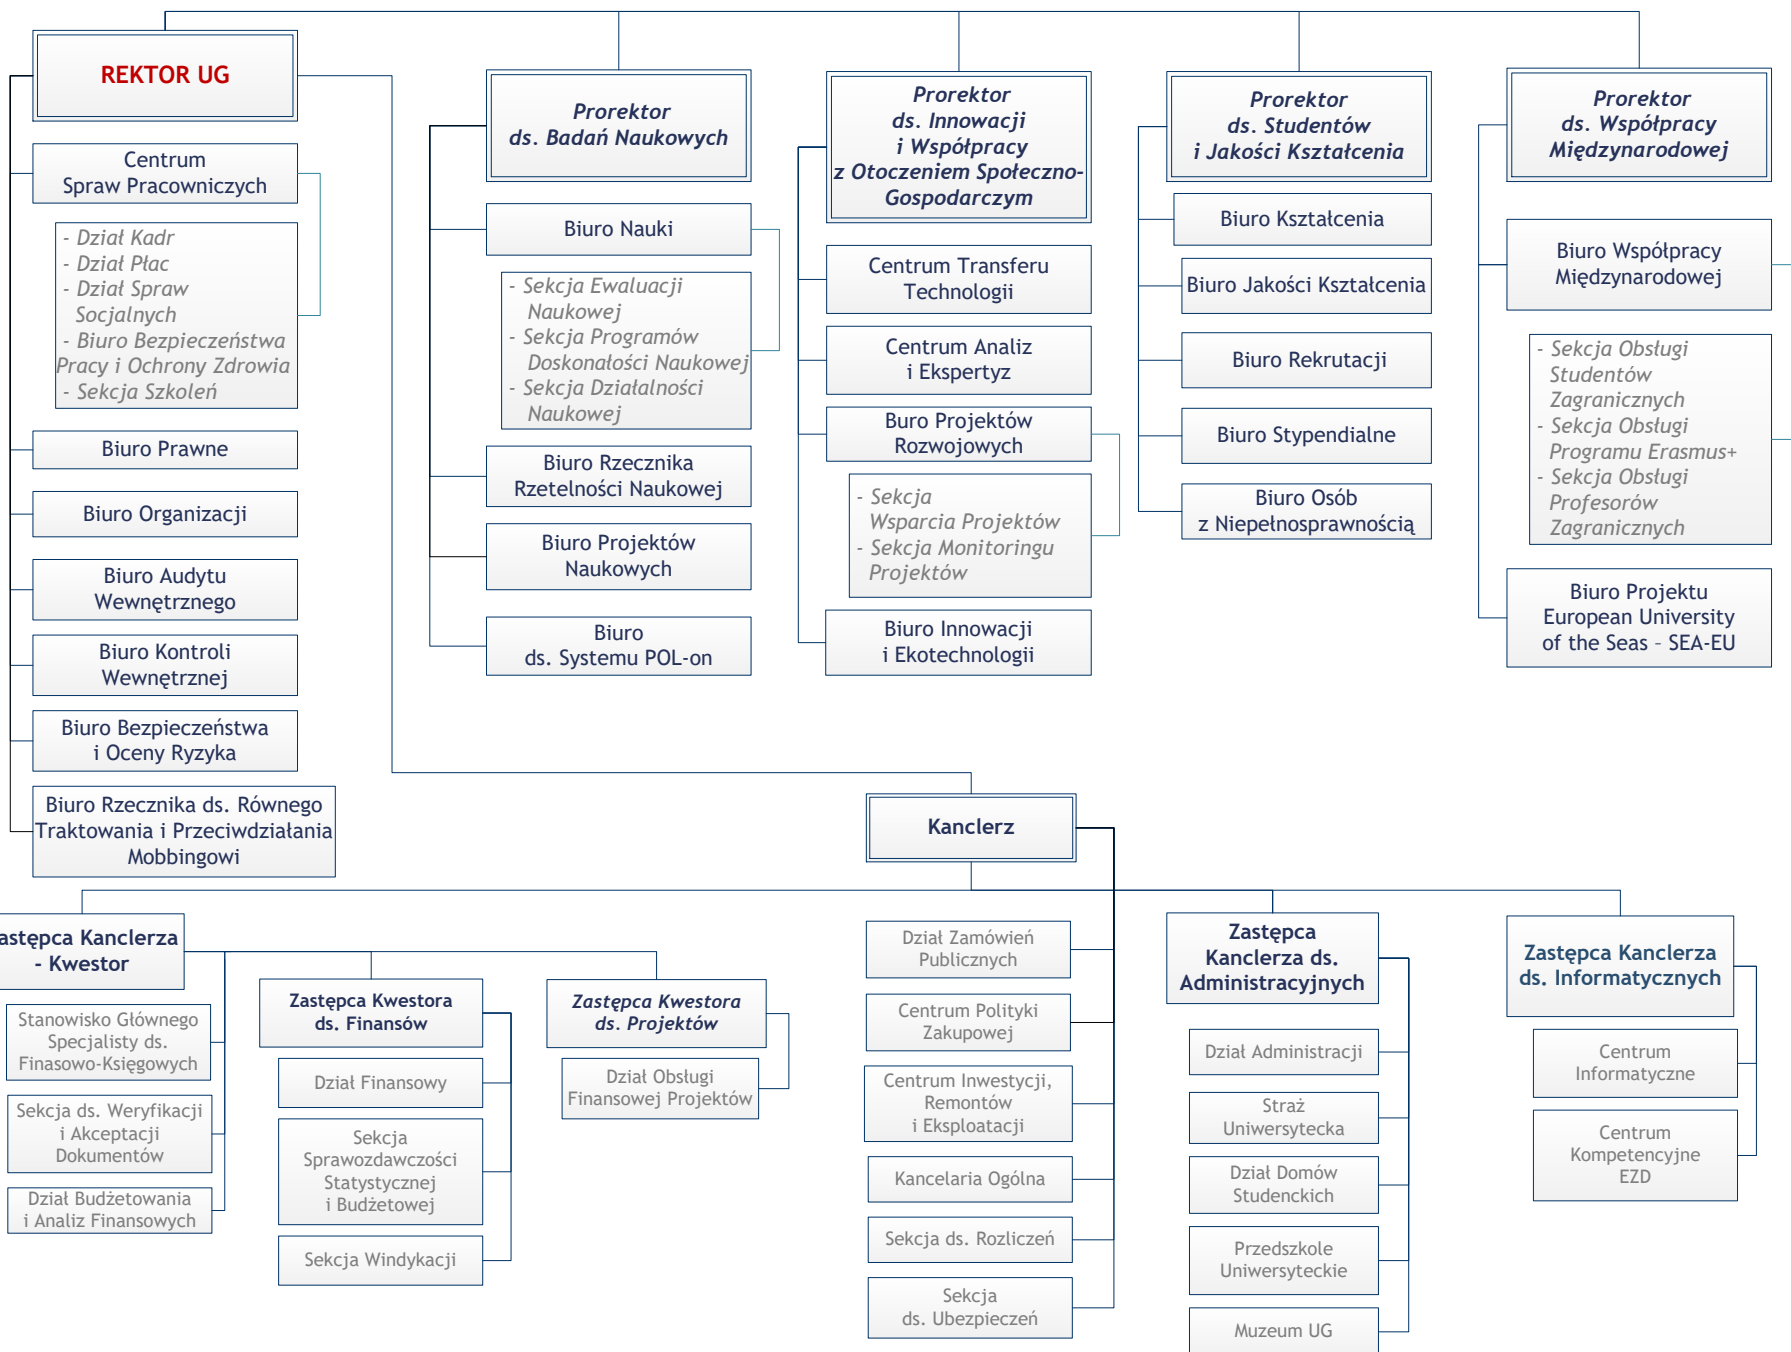 REKTOR UG
Centrum
Spraw Pracowniczych
- Dział Kadr
- Dział Płac
- Dział Spraw
Socjalnych
- Biuro Bezpieczeństwa
Pracy i Ochrony Zdrowia
- Sekcja Szkoleń
Biuro Prawne
Biuro Organizacji
Biuro Audytu
Wewnętrznego
Biuro Kontroli
Wewnętrznej
Biuro Bezpieczeństwa
i Oceny Ryzyka
Biuro Rzecznika ds. Równego
Traktowania i Przeciwdziałania
Mobbingowi
Prorektor
ds. Badań Naukowych
Biuro Nauki
- Sekcja Ewaluacji
Naukowej
- Sekcja Programów
Doskonałości Naukowej
- Sekcja Działalności
Naukowej
Biuro Rzecznika
Rzetelności Naukowej
Biuro Projektów
Naukowych
Biuro
ds. Systemu POL-on
Prorektor
ds. Innowacji
i Współpracy
z Otoczeniem Społeczno-
Gospodarczym
Centrum Transferu
Technologii
Centrum Analiz
i Ekspertyz
Buro Projektów
Rozwojowych
- Sekcja
Wsparcia Projektów
- Sekcja Monitoringu
Projektów
Biuro Innowacji
i Ekotechnologii
Prorektor
ds. Studentów
i Jakości Kształcenia
Biuro Kształcenia
Biuro Jakości Kształcenia
Biuro Rekrutacji
Biuro Stypendialne
Biuro Osób
z Niepełnosprawnością
Prorektor
ds. Współpracy
Międzynarodowej
Biuro Współpracy
Międzynarodowej
- Sekcja Obsługi
Studentów
Zagranicznych
- Sekcja Obsługi
Programu Erasmus+
- Sekcja Obsługi
Profesorów
Zagranicznych
Biuro Projektu
European University
of the Seas – SEA-EU
Kanclerz
astępca Kanclerza
- Kwestor
Stanowisko Głównego
Specjalisty ds.
Finasowo-Księgowych
Sekcja ds. Weryfikacji
i Akceptacji
Dokumentów
Dział Budżetowania
i Analiz Finansowych
Zastępca Kwestora
ds. Finansów
Dział Finansowy
Sekcja
Sprawozdawczości
Statystycznej
i Budżetowej
Sekcja Windykacji
Zastępca Kwestora
ds. Projektów
Dział Obsługi
Finansowej Projektów
Dział Zamówień
Publicznych
Centrum Polityki
Zakupowej
Centrum Inwestycji,
Remontów
i Eksploatacji
Kancelaria Ogólna
Sekcja ds. Rozliczeń
Sekcja
ds. Ubezpieczeń
Zastępca
Kanclerza ds.
Administracyjnych
Dział Administracji
Straż
Uniwersytecka
Dział Domów
Studenckich
Przedszkole
Uniwersyteckie
Muzeum UG
Zastępca Kanclerza
ds. Informatycznych
Centrum
Informatyczne
Centrum
Kompetencyjne
EZD